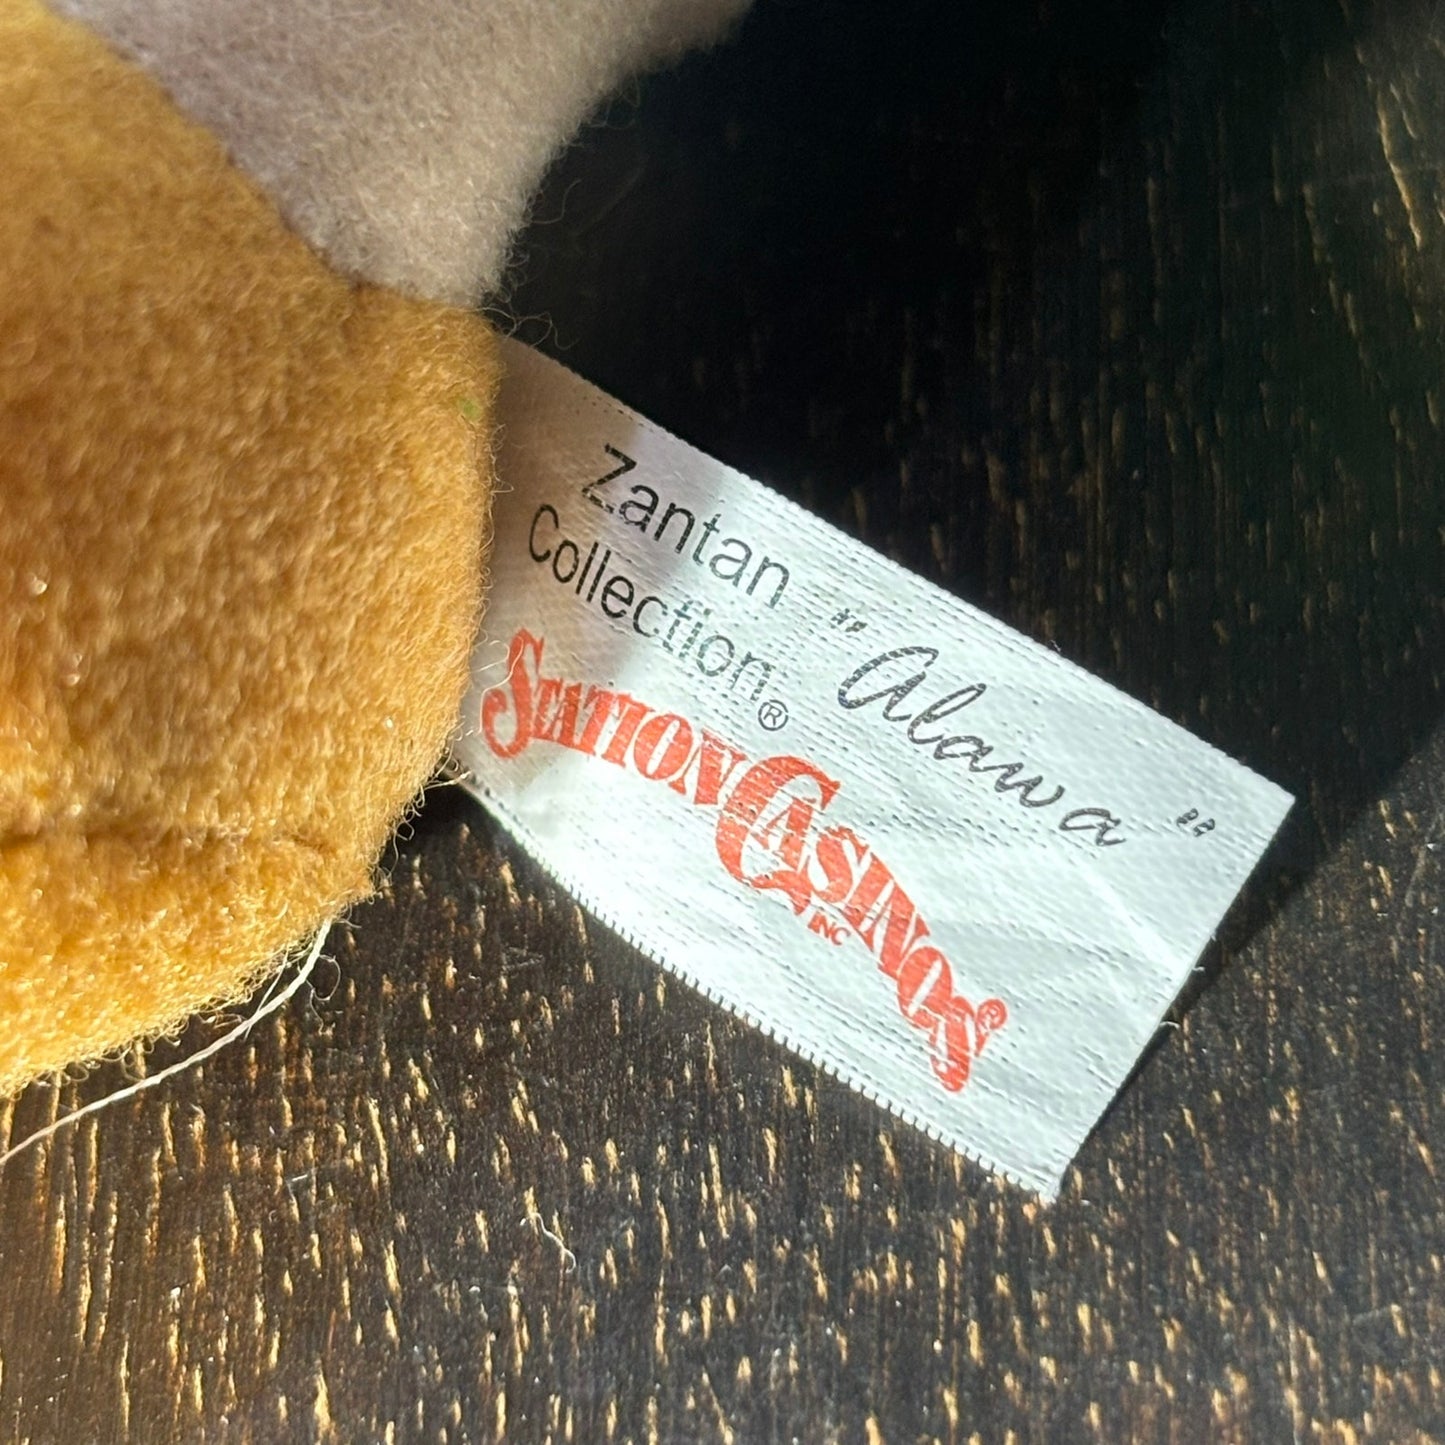 Zantan
Collection®
"Alawa"
STATION CASINOS®
INC